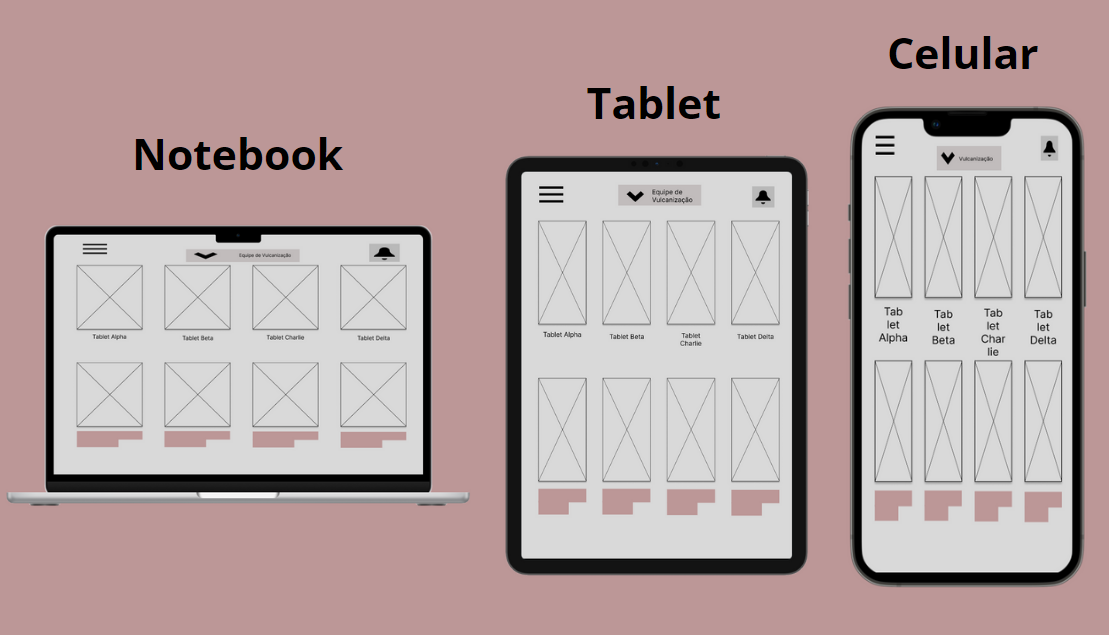 Notebook
Equipe de Vulcanização
Tablet Alpha
Tablet Beta
Tablet Charlie
Tablet Delta
Tablet
Equipe de
Vulcanização
Tablet Alpha
Tablet Beta
Tablet
Charlie
Tablet Delta
Celular
Vulcanização
Tab
let
Alpha
Tab
let
Beta
Tab
let
Char
lie
Tab
let
Delta